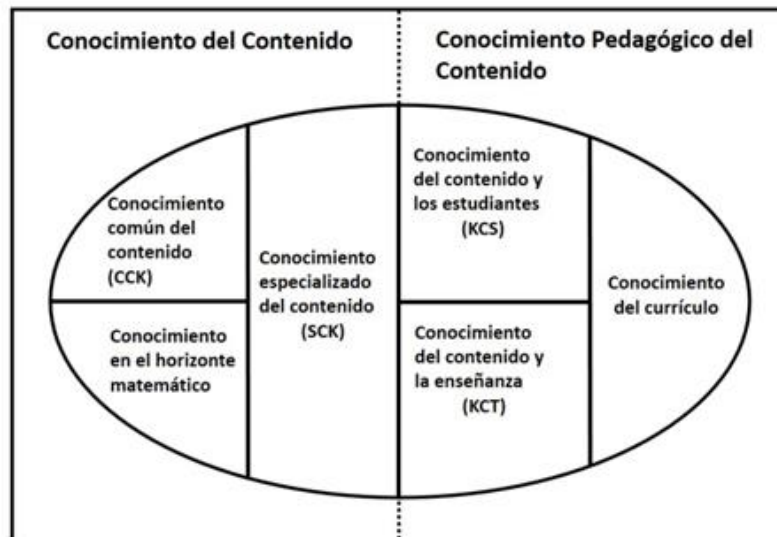 Conocimiento del Contenido
Conocimiento Pedagógico del
Contenido
Conocimiento
común del
contenido
(CCK)
Conocimiento
en el horizonte
matemático
Conocimiento
especializado
del contenido
(SCK)
Conocimiento
del contenido y
los estudiantes
(KCS)
Conocimiento
del contenido y
la enseñanza
(KCT)
Conocimiento
del currículo